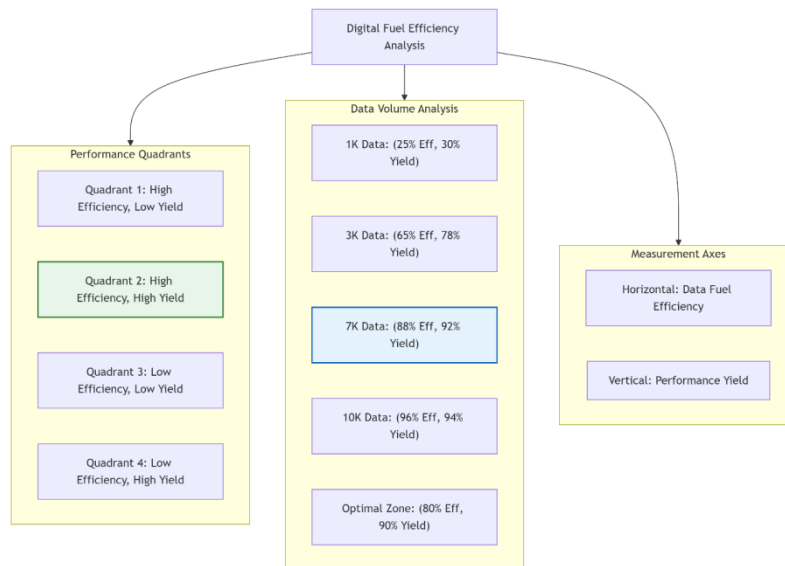 Digital Fuel Efficiency
Analysis
Performance Quadrants
Quadrant 1: High
Efficiency, Low Yield
Quadrant 2: High
Efficiency, High Yield
Quadrant 3: Low
Efficiency, Low Yield
Quadrant 4: Low
Efficiency, High Yield
Data Volume Analysis
1K Data: (25% Eff, 30%
Yield)
3K Data: (65% Eff, 78%
Yield)
7K Data: (88% Eff, 92%
Yield)
10K Data: (96% Eff, 94%
Yield)
Optimal Zone: (80% Eff,
90% Yield)
Measurement Axes
Horizontal: Data Fuel
Efficiency
Vertical: Performance Yield